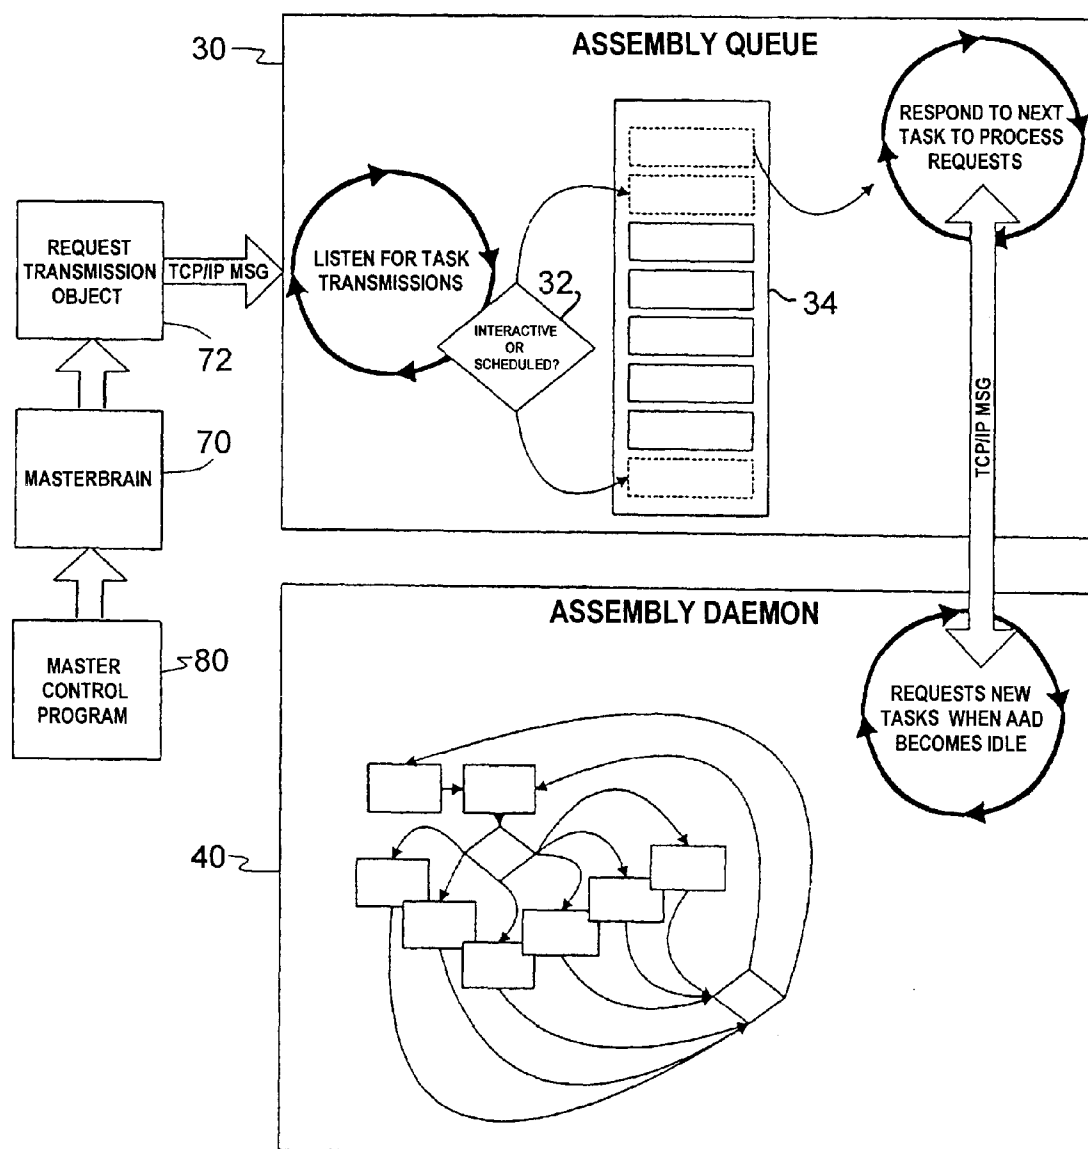 30
ASSEMBLY QUEUE
RESPOND TO NEXT
TASK TO PROCESS
REQUESTS
REQUEST
TRANSMISSION
OBJECT
TCP/IP MSG
LISTEN FOR TASK
TRANSMISSIONS
32
INTERACTIVE
OR
SCHEDULED?
34
72
TCP/IP MSG
70
MASTERBRAIN
ASSEMBLY DAEMON
80
MASTER
CONTROL
PROGRAM
REQUESTS NEW
TASKS WHEN AAD
BECOMES IDLE
40